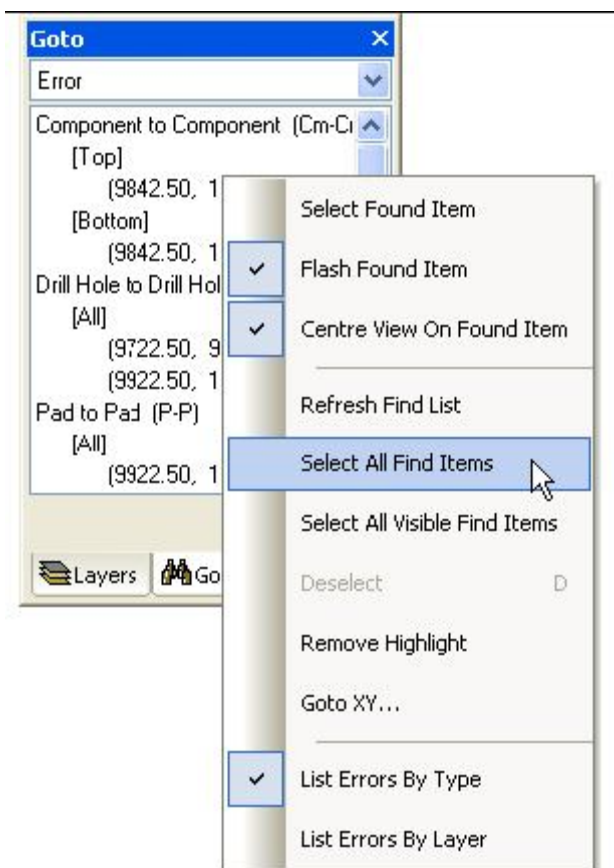 Goto
Error
Component to Component (Cm-C
[Top]
(9842.50, 1
[Bottom]
(9842.50, 1
Drill Hole to Drill Hol
[All]
(9722.50, 9
(9922.50, 1
Pad to Pad (P-P)
[All]
(9922.50, 1
Layers Go
Select Found Item
Flash Found Item
Centre View On Found Item
Refresh Find List
Select All Find Items
Select All Visible Find Items
Deselect D
Remove Highlight
Goto XY...
List Errors By Type
List Errors By Layer